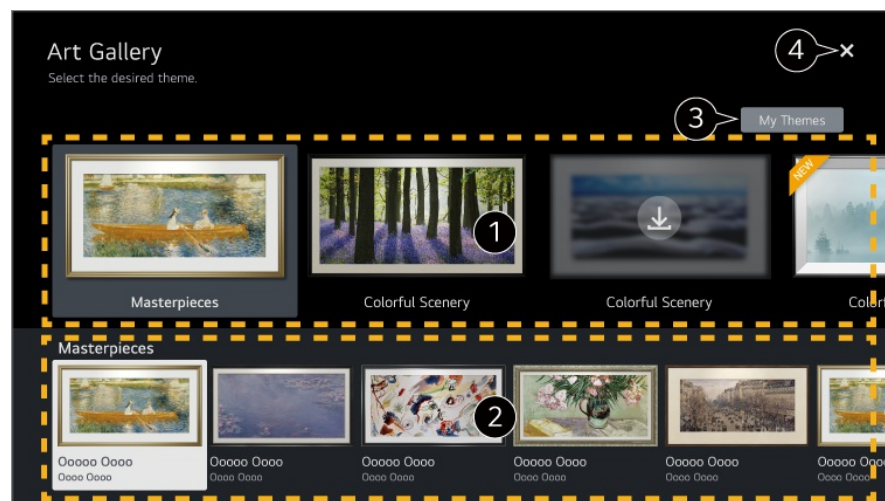 Art Gallery
Select the desired theme.
4
3
My Themes
NEW
1
Masterpieces
Colorful Scenery
Colorful Scenery
Masterpieces
2
Ooooo Oooo
Oooo Oooo
Ooooo Oooo
Oooo Oooo
Ooooo Oooo
Oooo Oooo
Ooooo Oooo
Oooo Oooo
Ooooo Oooo
Oooo Oooo